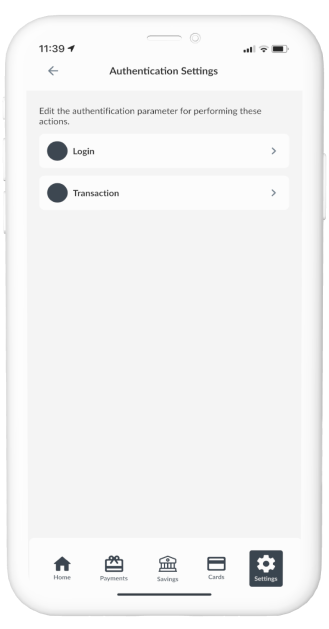 11:39
Authentication Settings
Edit the authentification parameter for performing these
actions.
Login
Transaction
Home
Payments
Savings
Cards
Settings